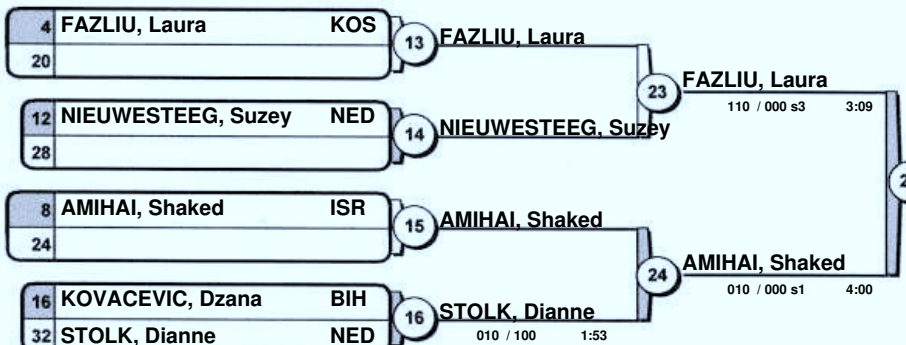 4 FAZLIU, Laura KOS
20
13 FAZLIU, Laura
12 NIEUWESTEEG, Suzey NED
28
14 NIEUWESTEEG, Suzey
23 FAZLIU, Laura
110 / 000 s3 3:09
8 AMIHAI, Shaked ISR
24
15 AMIHAI, Shaked
16 KOVACEVIC, Dzana BIH
32 STOLK, Dianne NED
16 STOLK, Dianne
010 / 100 1:53
24 AMIHAI, Shaked
010 / 000 s1 4:00